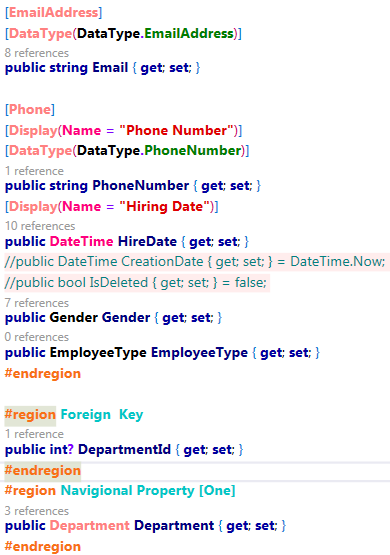 [EmailAddress]
[DataType(DataType.EmailAddress)]
8 references
public string Email { get; set; }
[Phone]
[Display(Name = "Phone Number")]
[DataType(DataType.PhoneNumber)]
1 reference
public string PhoneNumber { get; set; }
[Display(Name = "Hiring Date")]
10 references
public DateTime HireDate { get; set; }
//public DateTime CreationDate { get; set; } = DateTime.Now;
//public bool IsDeleted { get; set; } = false;
7 references
public Gender Gender { get; set; }
0 references
public EmployeeType EmployeeType { get; set; }
#endregion
#region Foreign  Key
1 reference
public int? DepartmentId { get; set; }
#endregion
#region Navigional Property [One]
3 references
public Department Department { get; set; }
#endregion